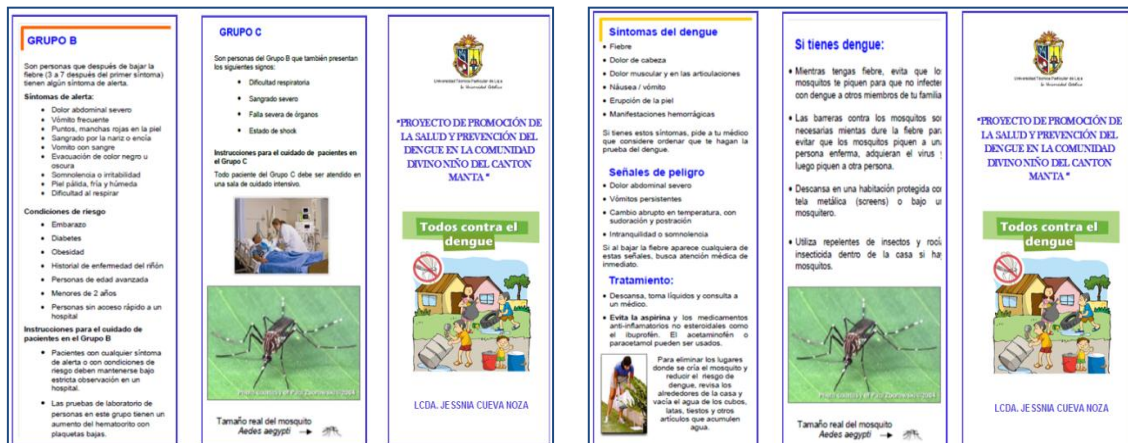 GRUPO B
Son personas que después de bajar la
fiebre (3 a 7 después del primer síntoma)
tienen algún síntoma de alerta.
Síntomas de alerta:
• Dolor abdominal severo
• Vómito frecuente
• Puntos, manchas rojas en la piel
• Sangrado por la nariz o encía
• Vomito con sangre
• Evacuación de color negro u
oscura
• Somnolencia o irritabilidad
• Piel pálida, fría y húmeda
• Dificultad al respirar
Condiciones de riesgo
• Embarazo
• Diabetes
• Obesidad
• Historial de enfermedad del riñón
• Personas de edad avanzada
• Menores de 2 años
• Personas sin acceso rápido a un
hospital
Instrucciones para el cuidado de
pacientes en el Grupo B
• Pacientes con cualquier síntoma
de alerta o con condiciones de
riesgo deben mantenerse bajo
estricta observación en un
hospital.
• Las pruebas de laboratorio de
personas en este grupo tienen un
aumento del hematocrito con
plaquetas bajas.
GRUPO C
Son personas del Grupo B que también presentan
los siguientes signos:
• Dificultad respiratoria
• Sangrado severo
• Falla severa de órganos
• Estado de shock
Instrucciones para el cuidado de pacientes en
el Grupo C
Todo paciente del Grupo C debe ser atendido en
una sala de cuidado intensivo.
Tamaño real del mosquito
Aedes aegypti
Universidad Técnica Particular de Loja
"PROYECTO DE PROMOCIÓN DE
LA SALUD Y PREVENCIÓN DEL
DENGUE EN LA COMUNIDAD
DIVINO NIÑO DEL CANTON
MANTA "
Todos contra el
dengue
LCDA. JESSNIA CUEVA NOZA
Síntomas del dengue
• Fiebre
• Dolor de cabeza
• Dolor muscular y en las articulaciones
• Náusea / vómito
• Erupción de la piel
• Manifestaciones hemorrágicas
Si tienes estos síntomas, pide a tu médico
que considere ordenar que te hagan la
prueba del dengue.
Señales de peligro
• Dolor abdominal severo
• Vómitos persistentes
• Cambio abrupto en temperatura, con
sudoración y postración
• Intranquilidad o somnolencia
Si al bajar la fiebre aparece cualquiera de
estas señales, busca atención médica de
inmediato.
Tratamiento:
• Descansa, toma líquidos y consulta a
un médico.
• Evita la aspirina y los medicamentos
anti-inflamatorios no esteroidales como
el ibuprofén. El acetaminofén o
paracetamol pueden ser usados.
Para eliminar los lugares
donde se cría el mosquito y
reducir el riesgo de
dengue, revisa los
alrededores de la casa y
vacía el agua de los cubos,
latas, tiestos y otros
artículos que acumulen
agua.
Si tienes dengue:
• Mientras tengas fiebre, evita que los
mosquitos te piquen para que no infectes
con dengue a otros miembros de tu familia.
• Las barreras contra los mosquitos son
necesarias mientas dure la fiebre para
evitar que los mosquitos piquen a una
persona enferma, adquieran el virus y
luego piquen a otra persona.
• Descansa en una habitación protegida con
tela metálica (screens) o bajo un
mosquitero.
• Utiliza repelentes de insectos y rocía
insecticida dentro de la casa si hay
mosquitos.
Tamaño real del mosquito
Aedes aegypti
Universidad Técnica Particular de Loja
"PROYECTO DE PROMOCIÓN DE
LA SALUD Y PREVENCIÓN DEL
DENGUE EN LA COMUNIDAD
DIVINO NIÑO DEL CANTON
MANTA "
Todos contra el
dengue
LCDA. JESSNIA CUEVA NOZA